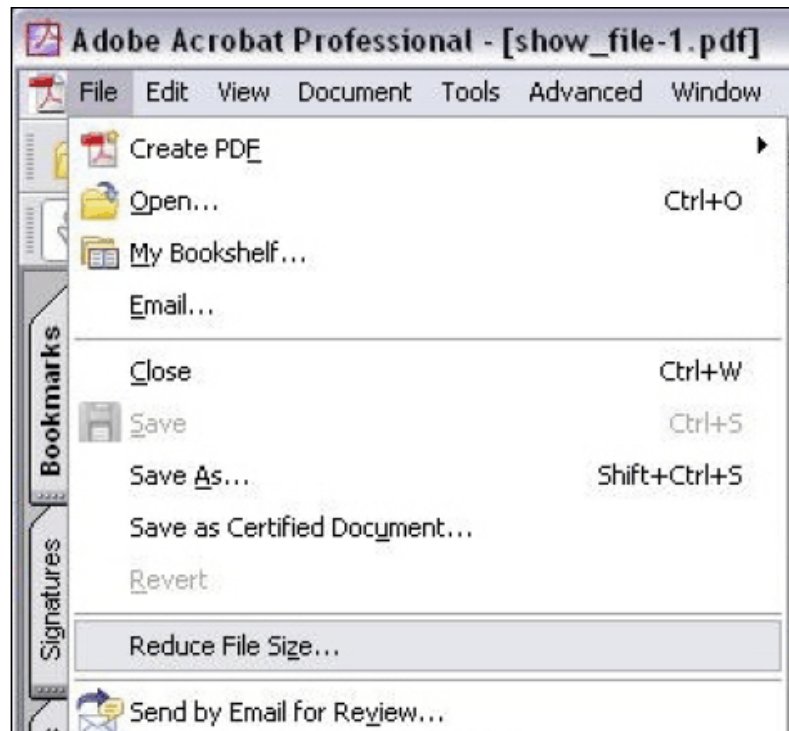 Adobe Acrobat Professional - [show_file-1.pdf]
File Edit View Document Tools Advanced Window
Create PDF
Open... Ctrl+O
My Bookshelf...
Email...
Close Ctrl+W
Save Ctrl+S
Save As... Shift+Ctrl+S
Save as Certified Document...
Revert
Reduce File Size...
Send by Email for Review...
Bookmarks
Signatures